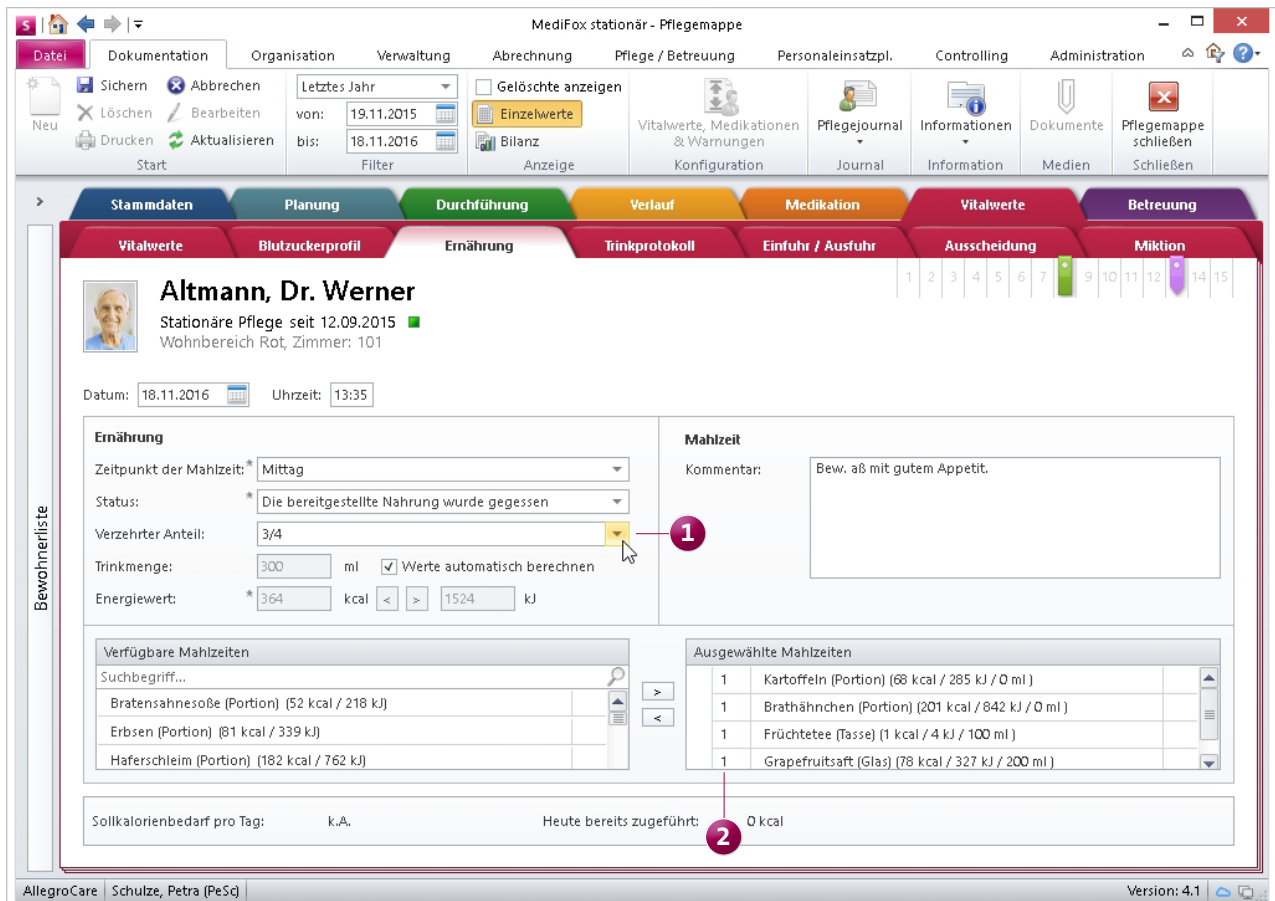 MediFox stationär - Pflegemappe
Datei Dokumentation Organisation Verwaltung Abrechnung Pflege / Betreuung Personaleinsatzpl. Controlling Administration
Neu
Sichern Abbrechen
Löschen Bearbeiten
Drucken Aktualisieren
Start
Letztes Jahr
von: 19.11.2015
bis: 18.11.2016
Filter
Gelöschte anzeigen
Einzelwerte
Bilanz
Anzeige
Vitalwerte, Medikationen
& Warnungen
Konfiguration
Pflegejournal
Journal
Informationen
Information
Dokumente
Medien
Pflegemappe
schließen
Schließen
Stammdaten Planung Durchführung Verlauf Medikation Vitalwerte Betreuung
Vitalwerte Blutzuckerprofil Ernährung Trinkprotokoll Einfuhr / Ausfuhr Ausscheidung Miktion
1 2 3 4 5 6 7 9 10 11 12 14 15
Bewohnerliste
Altmann, Dr. Werner
Stationäre Pflege seit 12.09.2015
Wohnbereich Rot, Zimmer: 101
Datum: 18.11.2016 Uhrzeit: 13:35
Ernährung
Zeitpunkt der Mahlzeit:* Mittag
Status: * Die bereitgestellte Nahrung wurde gegessen
Verzehrter Anteil: 3/4
1
Trinkmenge: 300 ml Werte automatisch berechnen
Energiewert: * 364 kcal < > 1524 kJ
Mahlzeit
Kommentar: Bew. aß mit gutem Appetit.
Verfügbare Mahlzeiten
Suchbegriff...
Bratensahnesoße (Portion) (52 kcal / 218 kJ)
Erbsen (Portion) (81 kcal / 339 kJ)
Haferschleim (Portion) (182 kcal / 762 kJ)
>
<
Ausgewählte Mahlzeiten
1 Kartoffeln (Portion) (68 kcal / 285 kJ / 0 ml )
1 Brathähnchen (Portion) (201 kcal / 842 kJ / 0 ml )
1 Früchtetee (Tasse) (1 kcal / 4 kJ / 100 ml )
1 Grapefruitsaft (Glas) (78 kcal / 327 kJ / 200 ml )
2
Sollkalorienbedarf pro Tag: k.A. Heute bereits zugeführt: 0 kcal
AllegroCare Schulze, Petra (PeSc) Version: 4.1